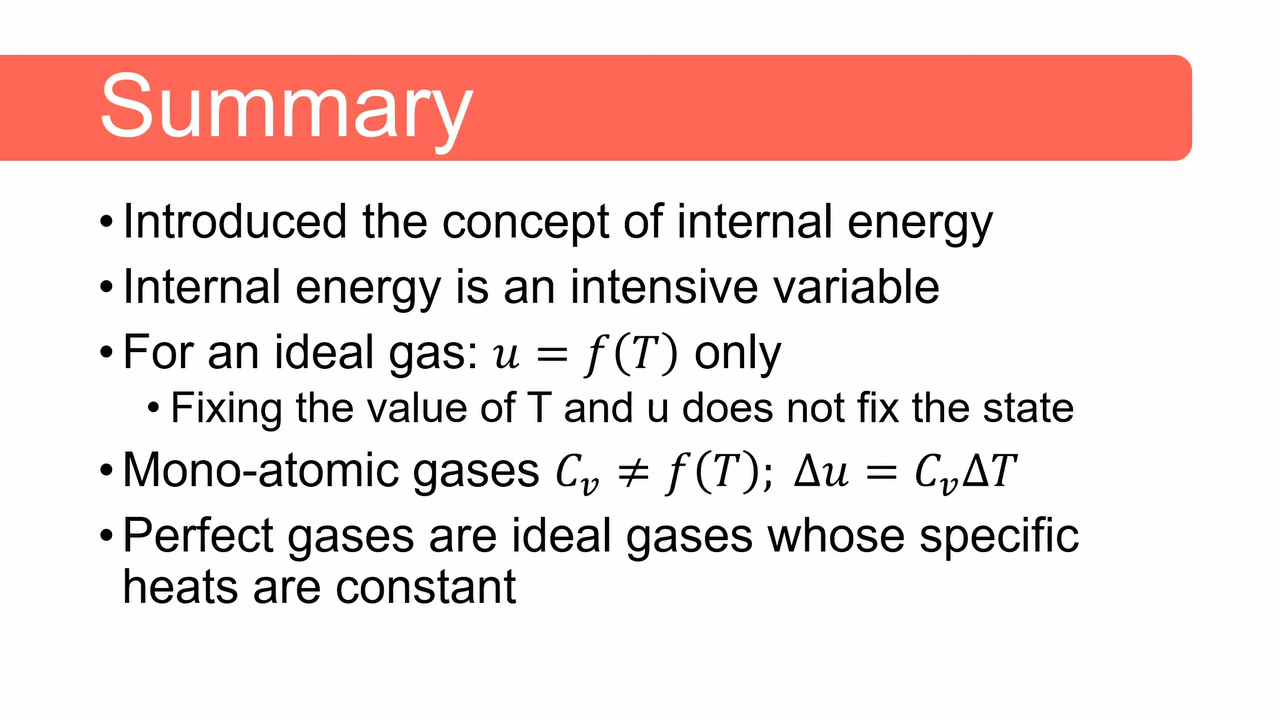 Summary
• Introduced the concept of internal energy
• Internal energy is an intensive variable
• For an ideal gas: 𝑢 = 𝑓(𝑇) only
• Fixing the value of T and u does not fix the state
• Mono-atomic gases 𝐶ᵥ ≠ 𝑓(𝑇); Δ𝑢 = 𝐶ᵥΔ𝑇
• Perfect gases are ideal gases whose specific
heats are constant